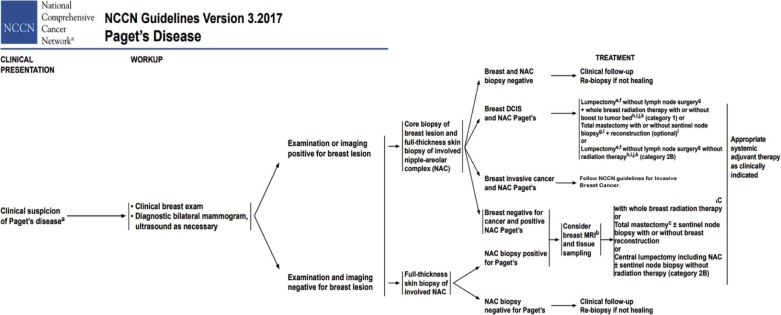 National
Comprehensive
NCCN
Cancer
Network®
NCCN Guidelines Version 3.2017
Paget's Disease
CLINICAL
PRESENTATION
WORKUP
TREATMENT
Clinical suspicion
of Paget's diseaseᵃ
• Clinical breast exam
• Diagnostic bilateral mammogram,
ultrasound as necessary
Examination or imaging
positive for breast lesion
Examination and imaging
negative for breast lesion
Core biopsy of
breast lesion and
full-thickness skin
biopsy of involved
nipple-areolar
complex (NAC)
Full-thickness
skin biopsy of
involved NAC
Breast and NAC
biopsy negative
Clinical follow-up
Re-biopsy if not healing
Breast DCIS
and NAC Paget's
Lumpectomyᵉ,ᶠ without lymph node surgeryᵍ
+ whole breast radiation therapy with or without
boost to tumor bedʰ,ⁱ,ʲ,ᵏ (category 1) or
Total mastectomy with or without sentinel node
biopsyᵍ,ⁱ + reconstruction (optional)ˡ
or
Lumpectomyᵉ,ᶠ without lymph node surgeryᵍ without
radiation therapyʰ,ⁱ,ʲ,ᵏ (category 2B)
Breast invasive cancer
and NAC Paget's
Follow NCCN guidelines for Invasive
Breast Cancer.
Breast negative for
cancer and positive
NAC Paget's
NAC biopsy positive
for Paget's
Consider
breast MRIᵇ
and tissue
sampling
with whole breast radiation therapy
or
Total mastectomyᶜ ± sentinel node
biopsy with or without breast
reconstruction
or
Central lumpectomy including NAC
± sentinel node biopsy without
radiation therapy (category 2B)
NAC biopsy
negative for Paget's
Clinical follow-up
Re-biopsy if not healing
Appropriate
systemic
adjuvant therapy
as clinically
indicated